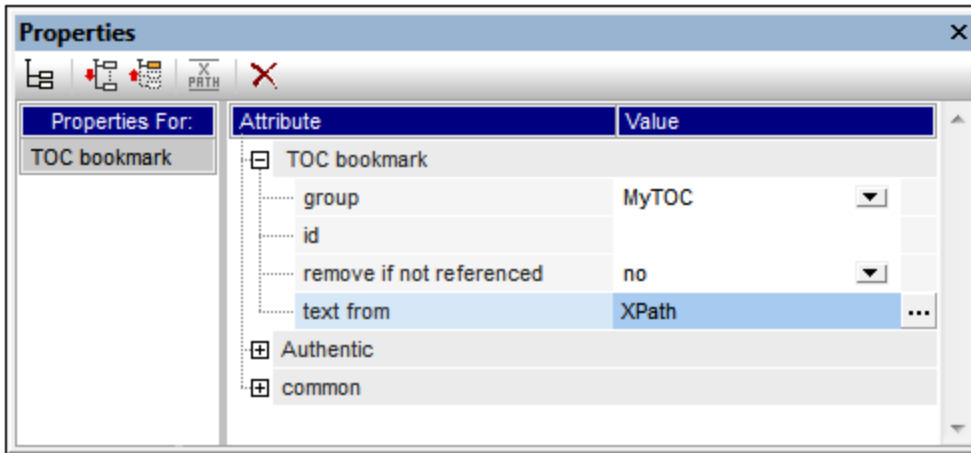 Properties
X
PATH
Properties For:
Attribute
Value
TOC bookmark
TOC bookmark
group
MyTOC
id
remove if not referenced
no
text from
XPath
...
Authentic
common